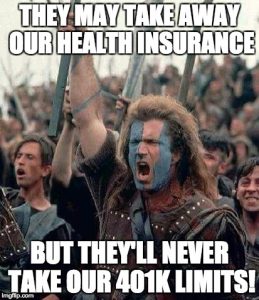 THEY MAY TAKE AWAY
OUR HEALTH INSURANCE
BUT THEY'LL NEVER
TAKE OUR 401K LIMITS!
imgflip.com